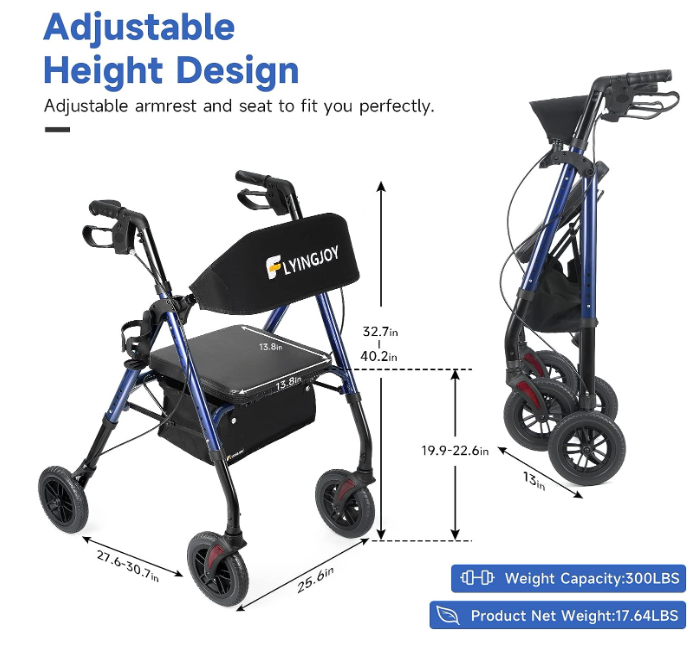 Adjustable
Height Design
Adjustable armrest and seat to fit you perfectly.
FLYINGJOY
13.8in
13.8in
32.7in
40.2in
19.9-22.6in
13in
27.6-30.7in
25.6in
Weight Capacity:300LBS
Product Net Weight:17.64LBS